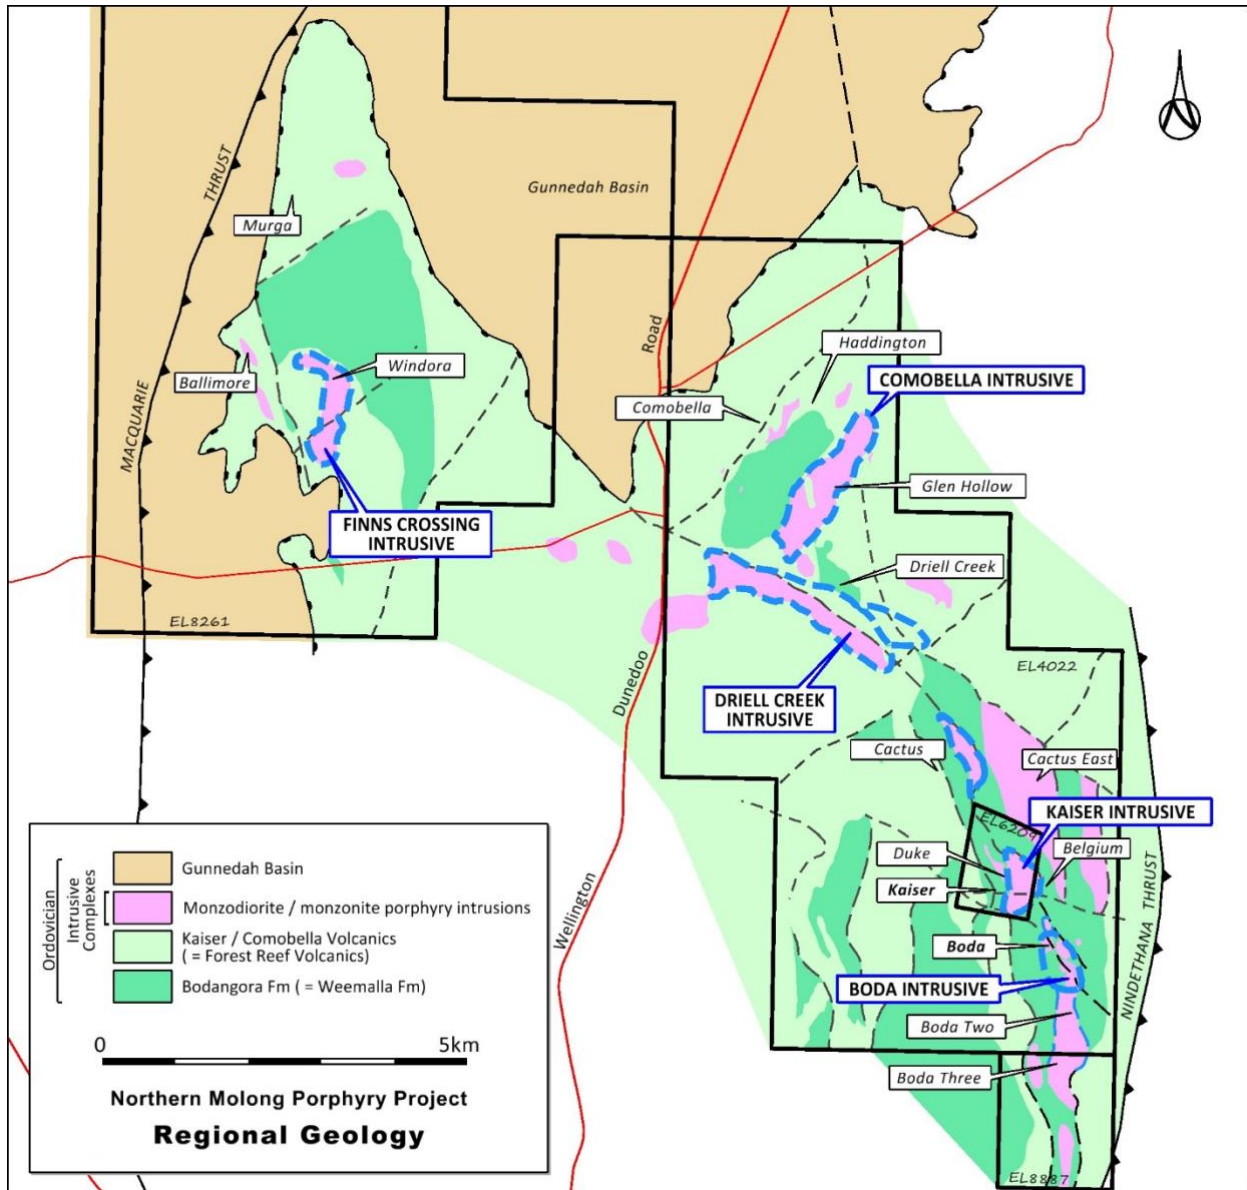 THRUST
Gunnedah Basin
Murga
Road
Haddington
Windora
COMOBELLA INTRUSIVE
Ballimore
Comobella
MACQUARIE
Glen Hollow
FINNS CROSSING
INTRUSIVE
Driell Creek
EL8261
EL4022
Dunedoo
DRIELL CREEK
INTRUSIVE
Cactus
Cactus East
KAISER INTRUSIVE
EL6209
Duke
Belgium
Kaiser
Wellington
Boda
BODA INTRUSIVE
NINDETHANA THRUST
Boda Two
Boda Three
EL8887
Ordovician
Intrusive
Complexes
Gunnedah Basin
Monzodiorite / monzonite porphyry intrusions
Kaiser / Comobella Volcanics
( = Forest Reef Volcanics)
Bodangora Fm ( = Weemalla Fm)
0 5km
Northern Molong Porphyry Project
Regional Geology